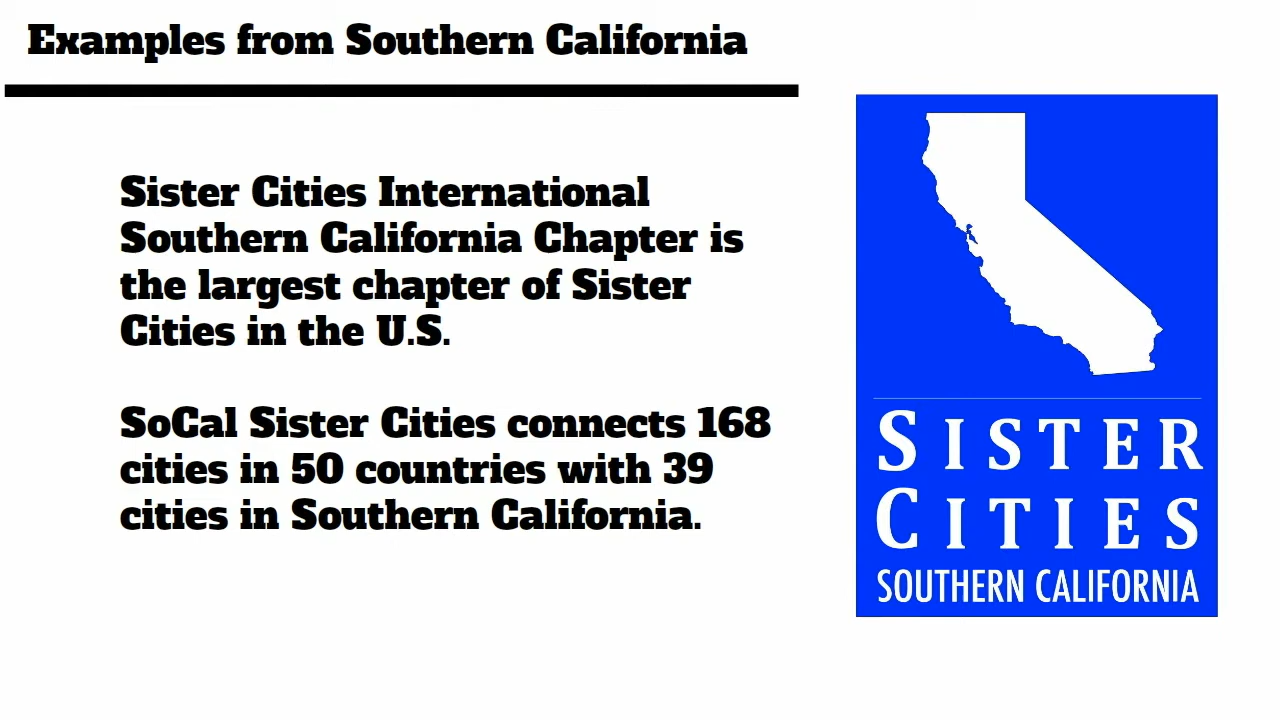 Examples from Southern California
Sister Cities International
Southern California Chapter is
the largest chapter of Sister
Cities in the U.S.
SoCal Sister Cities connects 168
cities in 50 countries with 39
cities in Southern California.
SISTER
CITIES
SOUTHERN CALIFORNIA